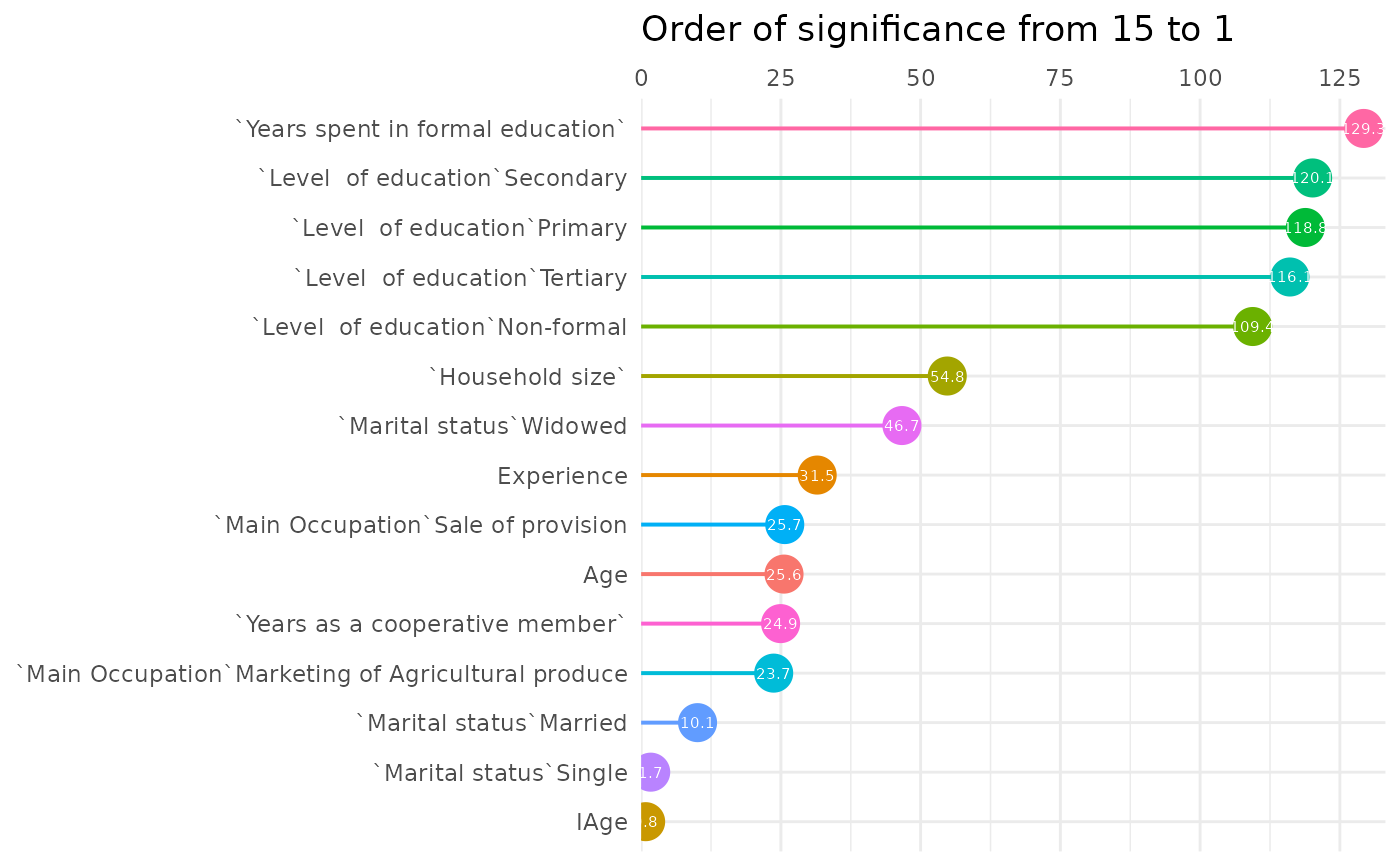 Order of significance from 15 to 1
0 25 50 75 100 125
`Years spent in formal education` 129.3
`Level  of education`Secondary 120.1
`Level  of education`Primary 118.8
`Level  of education`Tertiary 116.1
`Level  of education`Non-formal 109.4
`Household size` 54.8
`Marital status`Widowed 46.7
Experience 31.5
`Main Occupation`Sale of provision 25.7
Age 25.6
`Years as a cooperative member` 24.9
`Main Occupation`Marketing of Agricultural produce 23.7
`Marital status`Married 10.1
`Marital status`Single 1.7
IAge .8